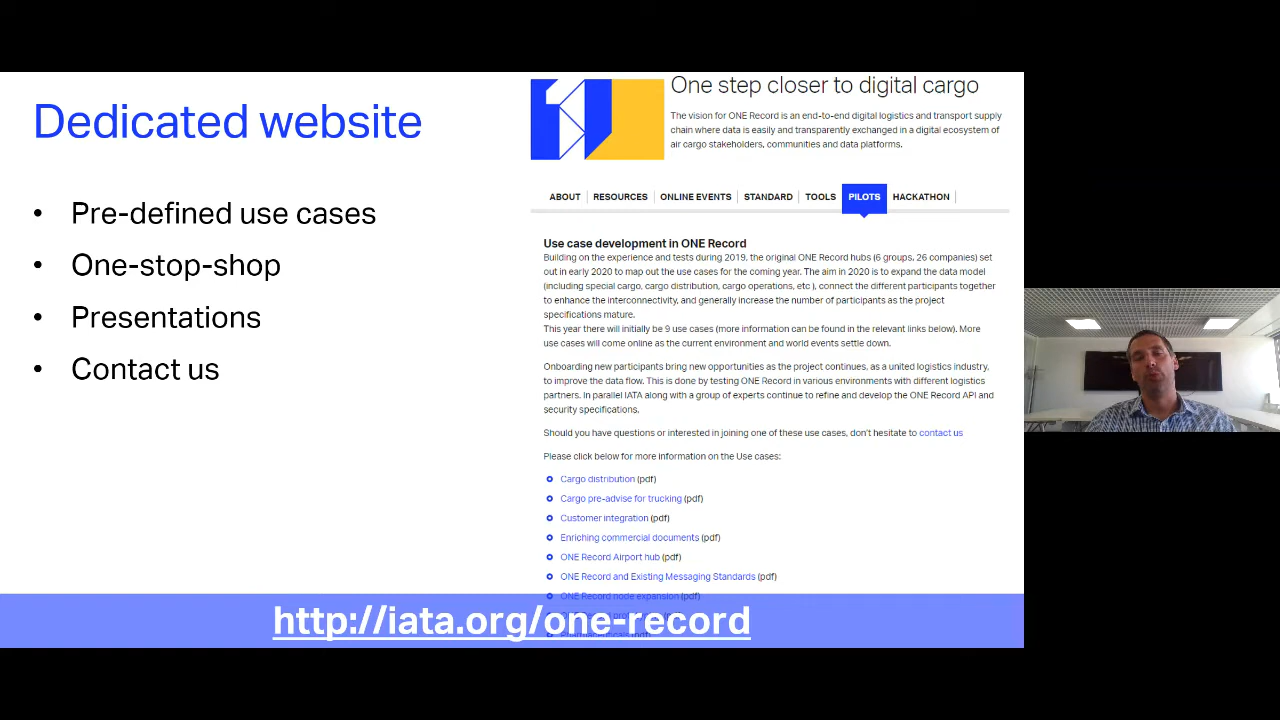 Dedicated website
• Pre-defined use cases
• One-stop-shop
• Presentations
• Contact us
One step closer to digital cargo
The vision for ONE Record is an end-to-end digital logistics and transport supply
chain where data is easily and transparently exchanged in a digital ecosystem of
air cargo stakeholders, communities and data platforms.
ABOUT RESOURCES ONLINE EVENTS STANDARD TOOLS PILOTS HACKATHON
Use case development in ONE Record
Building on the experience and tests during 2019, the original ONE Record hubs (6 groups, 26 companies) set
out in early 2020 to map out the use cases for the coming year. The aim in 2020 is to expand the data model
(including special cargo, cargo distribution, cargo operations, etc ), connect the different participants together
to enhance the interconnectivity, and generally increase the number of participants as the project
specifications mature.
This year there will initially be 9 use cases (more information can be found in the relevant links below). More
use cases will come online as the current environment and world events settle down.
Onboarding new participants bring new opportunities as the project continues, as a united logistics industry,
to improve the data flow. This is done by testing ONE Record in various environments with different logistics
partners. In parallel IATA along with a group of experts continue to refine and develop the ONE Record API and
security specifications.
Should you have questions or interested in joining one of these use cases, don't hesitate to contact us
Please click below for more information on the Use cases:
Cargo distribution (pdf)
Cargo pre-advise for trucking (pdf)
Customer integration (pdf)
Enriching commercial documents (pdf)
ONE Record Airport hub (pdf)
ONE Record and Existing Messaging Standards (pdf)
ONE Record node expansion (pdf)
Pharmaceuticals (pdf)
http://iata.org/one-record